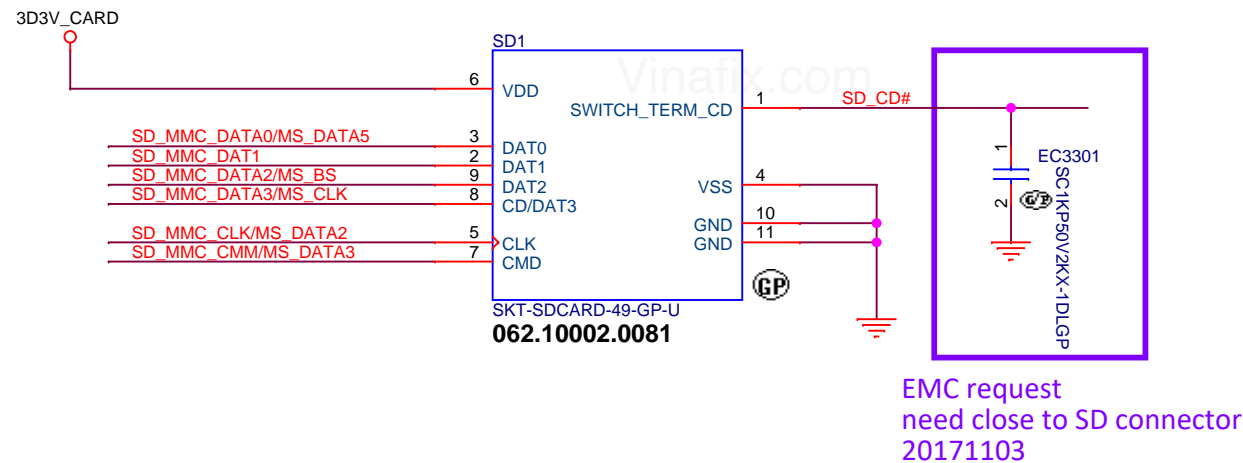 3D3V_CARD
SD1
Vinafix.com
6
VDD
SWITCH_TERM_CD
1
SD_CD#
SD_MMC_DATA0/MS_DATA5
3
DAT0
SD_MMC_DAT1
2
DAT1
SD_MMC_DATA2/MS_BS
9
DAT2
SD_MMC_DATA3/MS_CLK
8
CD/DAT3
VSS
4
GND
10
GND
11
SD_MMC_CLK/MS_DATA2
5
CLK
SD_MMC_CMM/MS_DATA3
7
CMD
GP
SKT-SDCARD-49-GP-U
062.10002.0081
1
2
EC3301
SC1KP50V2KX-1DLGP
G/P
EMC request
need close to SD connector
20171103